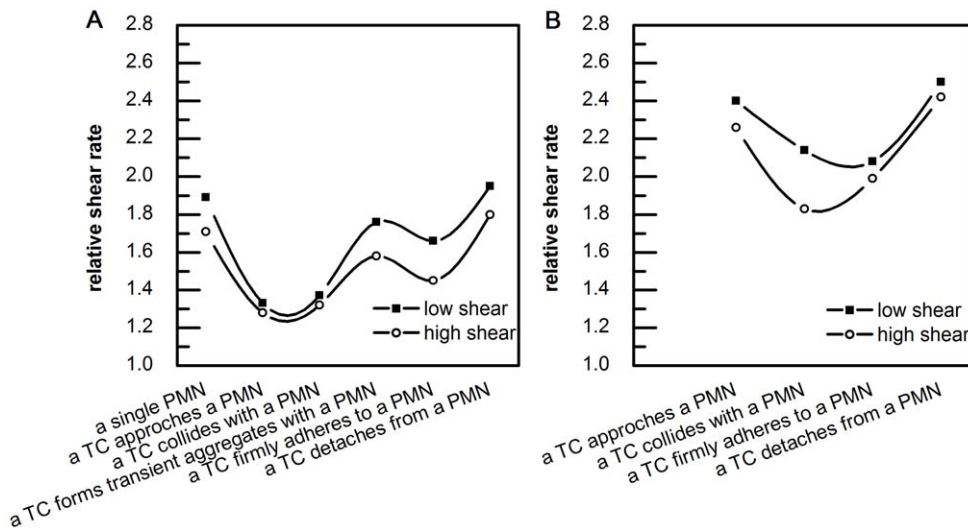 A
relative shear rate
2.8
2.6
2.4
2.2
2.0
1.8
1.6
1.4
1.2
1.0
low shear
high shear
a single PMN
a TC approches a PMN
a TC collides with a PMN
a TC forms transient aggregates with a PMN
a TC firmly adheres to a PMN
a TC detaches from a PMN
B
relative shear rate
2.8
2.6
2.4
2.2
2.0
1.8
1.6
1.4
1.2
1.0
low shear
high shear
a TC approches a PMN
a TC collides with a PMN
a TC firmly adheres to a PMN
a TC detaches from a PMN